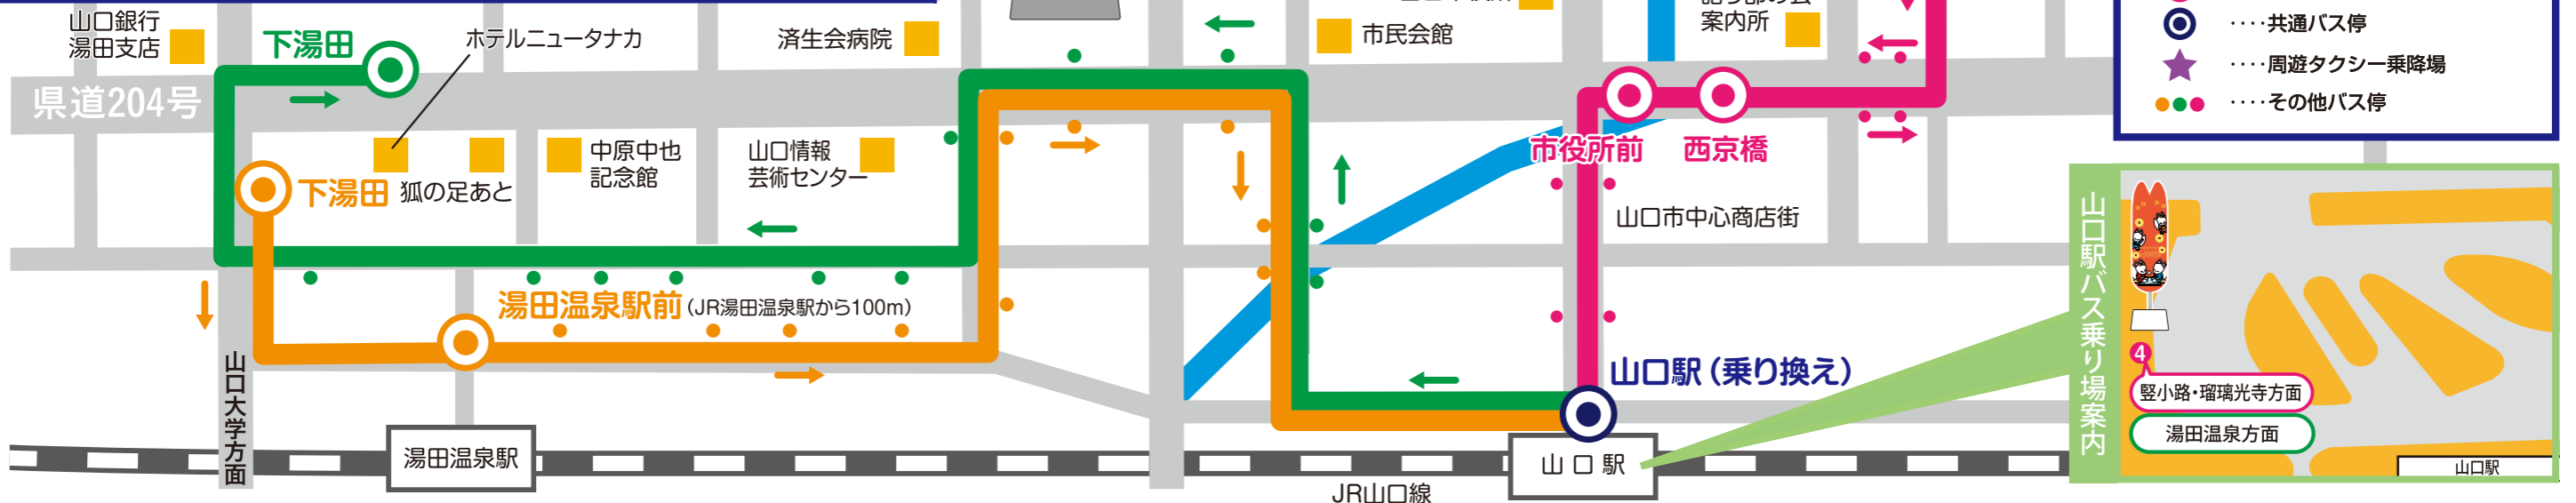 山口銀行
湯田支店
下湯田
ホテルニュータナカ
済生会病院
市民会館
案内所
県道204号
市役所前
西京橋
下湯田
狐の足あと
中原中也
記念館
山口情報
芸術センター
山口市中心商店街
湯田温泉駅前(JR湯田温泉駅から100m)
山口駅(乗り換え)
山口大学方面
湯田温泉駅
山口駅
JR山口線
‥‥共通バス停
‥‥周遊タクシー乗降場
‥‥その他バス停
山口駅バス乗り場案内
4
竪小路・瑠璃光寺方面
湯田温泉方面
山口駅